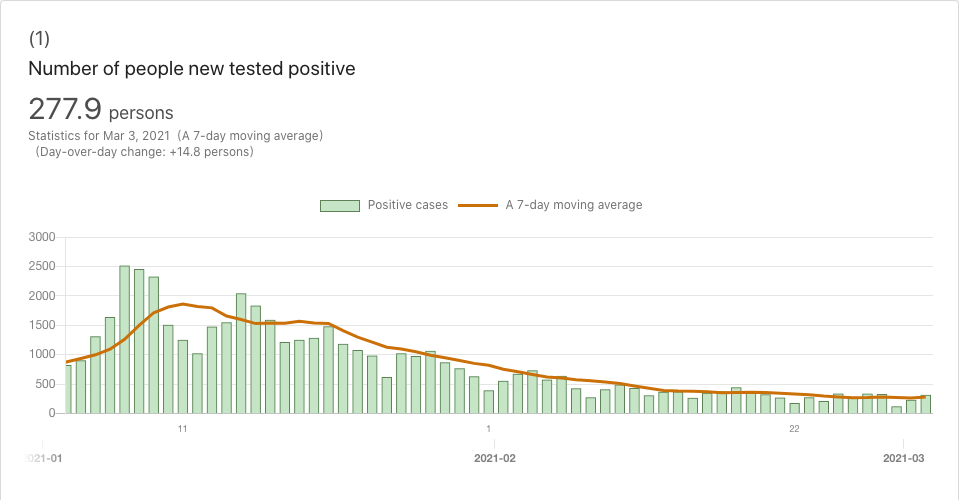 (1)
Number of people new tested positive
277.9 persons
Statistics for Mar 3, 2021 (A 7-day moving average)
(Day-over-day change: +14.8 persons)
Positive cases A 7-day moving average
3000
2500
2000
1500
1000
500
0
11 1 22
2021-01 2021-02 2021-03